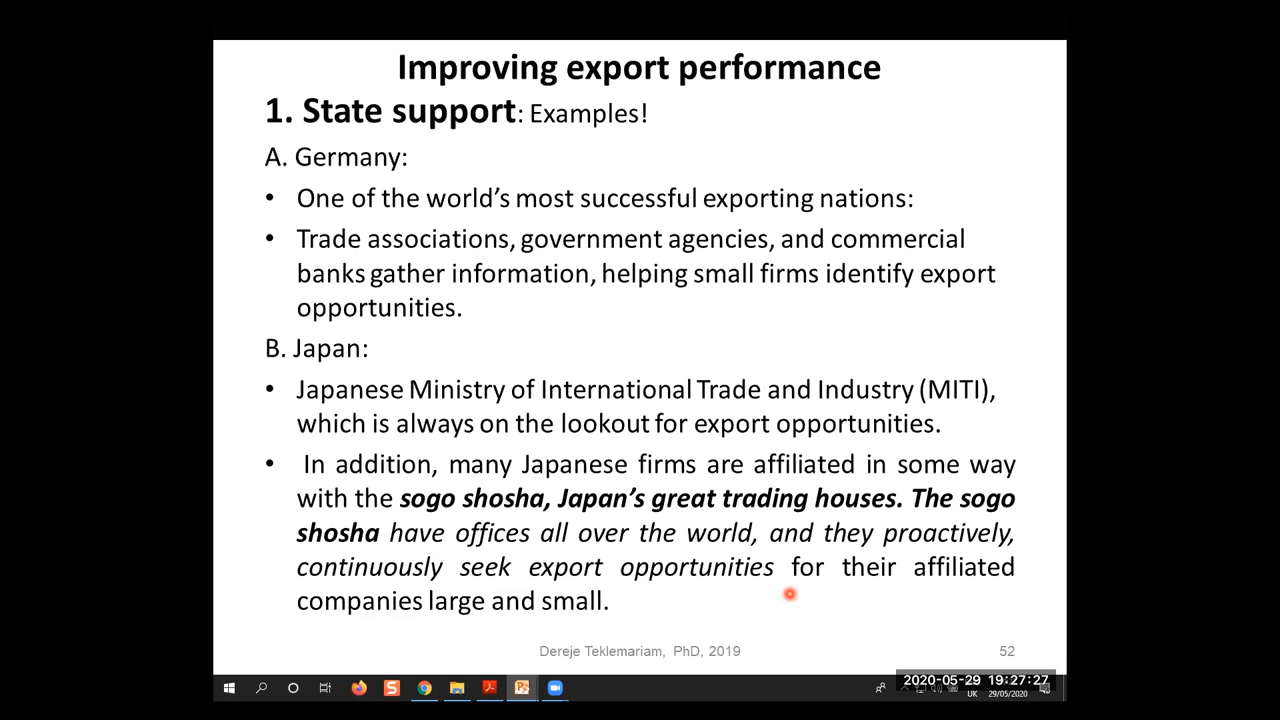 Improving export performance
1. State support: Examples!
A. Germany:
• One of the world's most successful exporting nations:
• Trade associations, government agencies, and commercial
banks gather information, helping small firms identify export
opportunities.
B. Japan:
• Japanese Ministry of International Trade and Industry (MITI),
which is always on the lookout for export opportunities.
• In addition, many Japanese firms are affiliated in some way
with the sogo shosha, Japan's great trading houses. The sogo
shosha have offices all over the world, and they proactively,
continuously seek export opportunities for their affiliated
companies large and small.
Dereje Teklemariam, PhD, 2019
52
2020-05-29 19:27:27
UK
29/05/2020